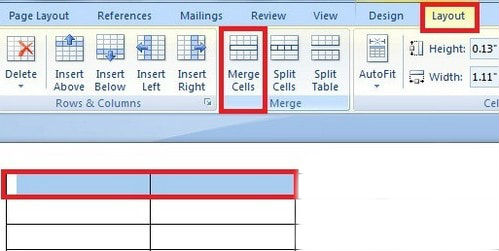 Page Layout References Mailings Review View Design Layout
Delete Insert Above Insert Below Insert Left Insert Right Merge Cells Split Cells Split Table AutoFit Height: 0.13" Width: 1.11"
Rows & Columns Merge